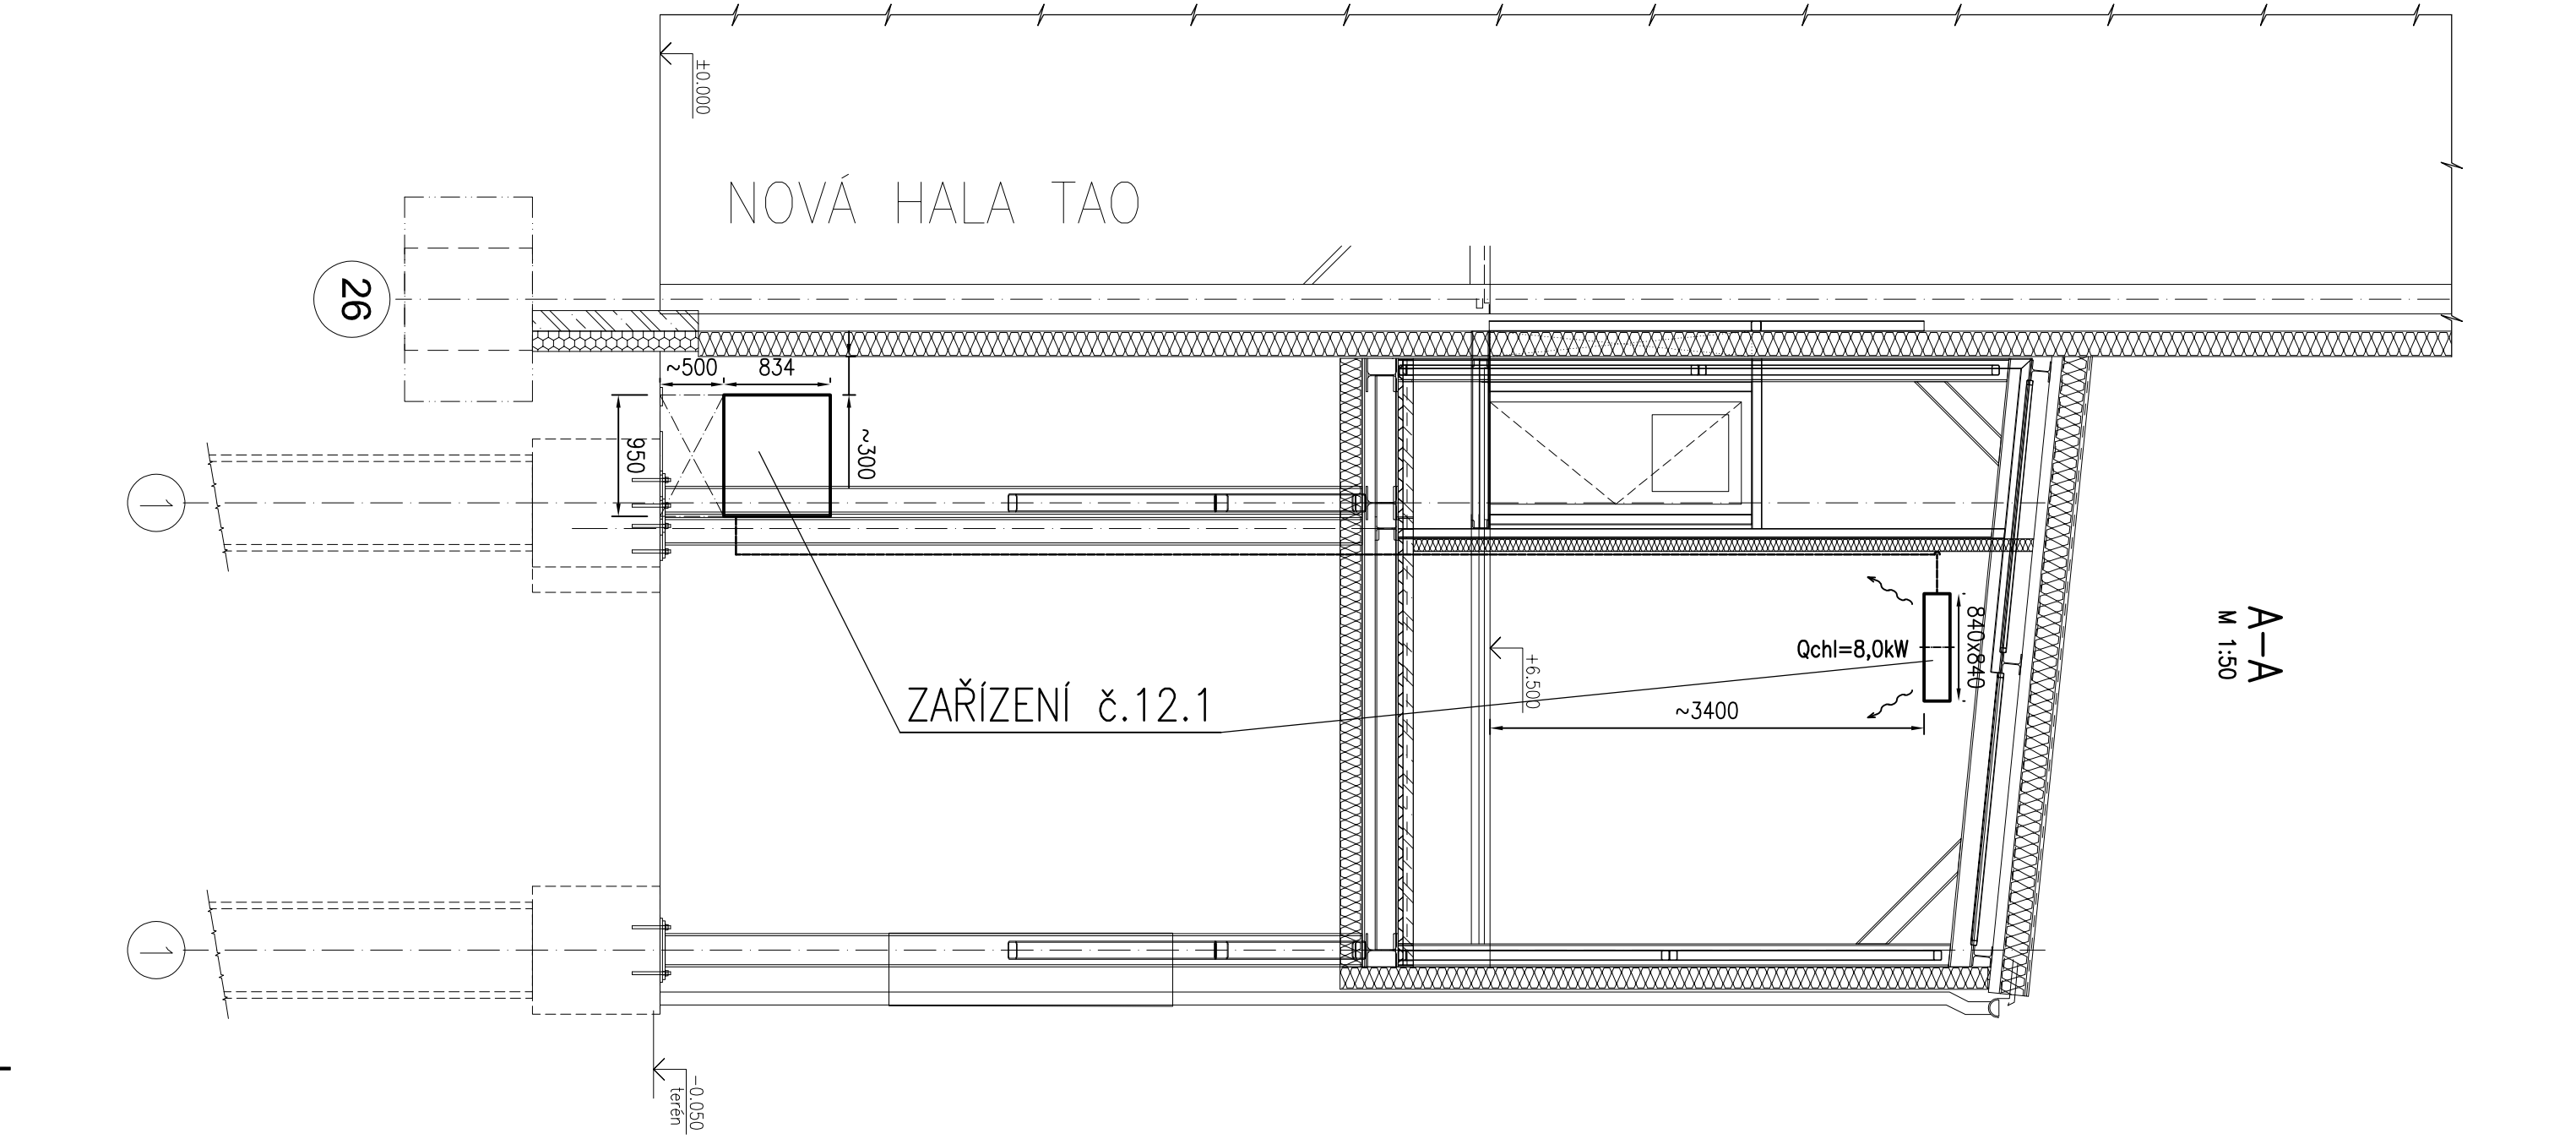 A-A
M 1:50
±0.000
NOVÁ HALA TAO
26
~500
834
950
~300
1
840x840
Qchl=8,0kW
+6.500
ZAŘÍZENÍ č.12.1
~3400
1
-0.050
terén